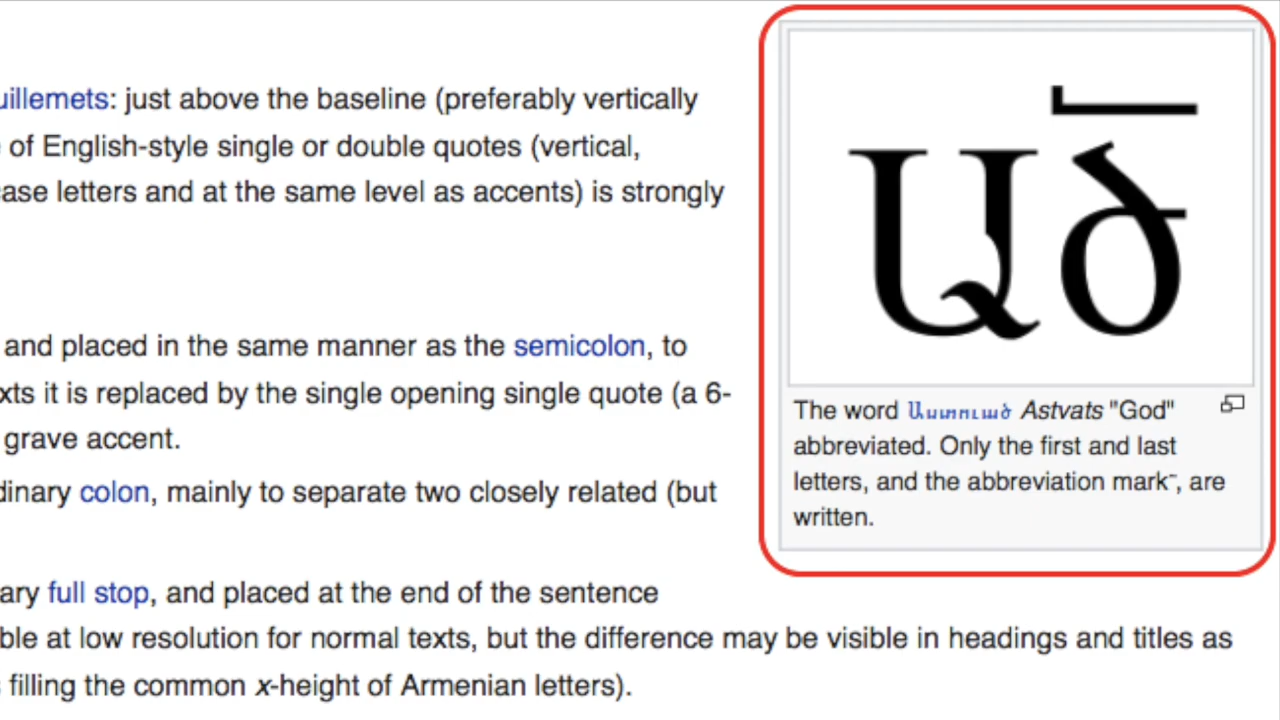 uillemets: just above the baseline (preferably vertically
of English-style single or double quotes (vertical,
ase letters and at the same level as accents) is strongly
and placed in the same manner as the semicolon, to
xts it is replaced by the single opening single quote (a 6-
grave accent.
dinary colon, mainly to separate two closely related (but
ary full stop, and placed at the end of the sentence
ble at low resolution for normal texts, but the difference may be visible in headings and titles as
filling the common x-height of Armenian letters).
Ած
The word Աստուած Astvats "God"
abbreviated. Only the first and last
letters, and the abbreviation mark՟, are
written.